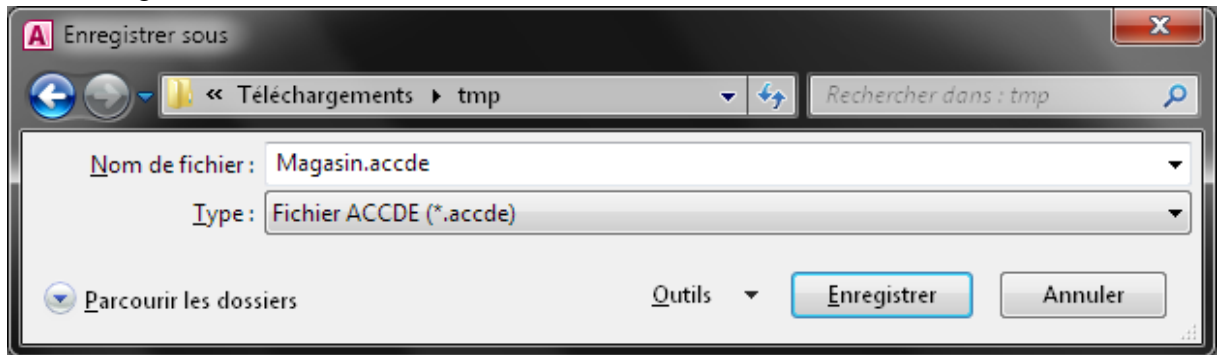 Enregistrer sous
« Téléchargements tmp
Rechercher dans : tmp
Nom de fichier : Magasin.accde
Type : Fichier ACCDE (*.accde)
Parcourir les dossiers
Outils
Enregistrer
Annuler